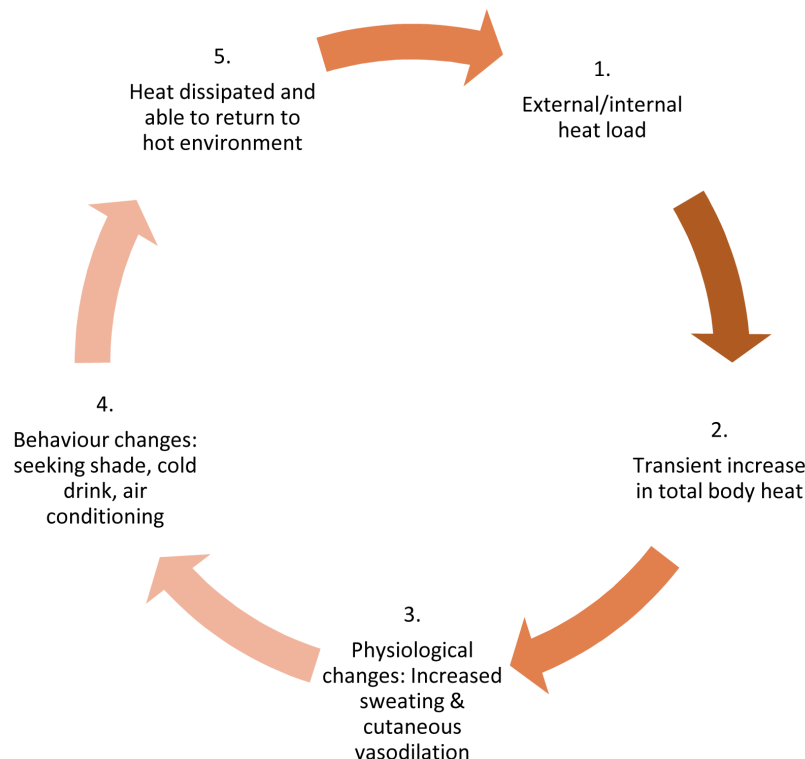 1.
External/internal
heat load
2.
Transient increase
in total body heat
3.
Physiological
changes: Increased
sweating &
cutaneous
vasodilation
4.
Behaviour changes:
seeking shade, cold
drink, air
conditioning
5.
Heat dissipated and
able to return to
hot environment